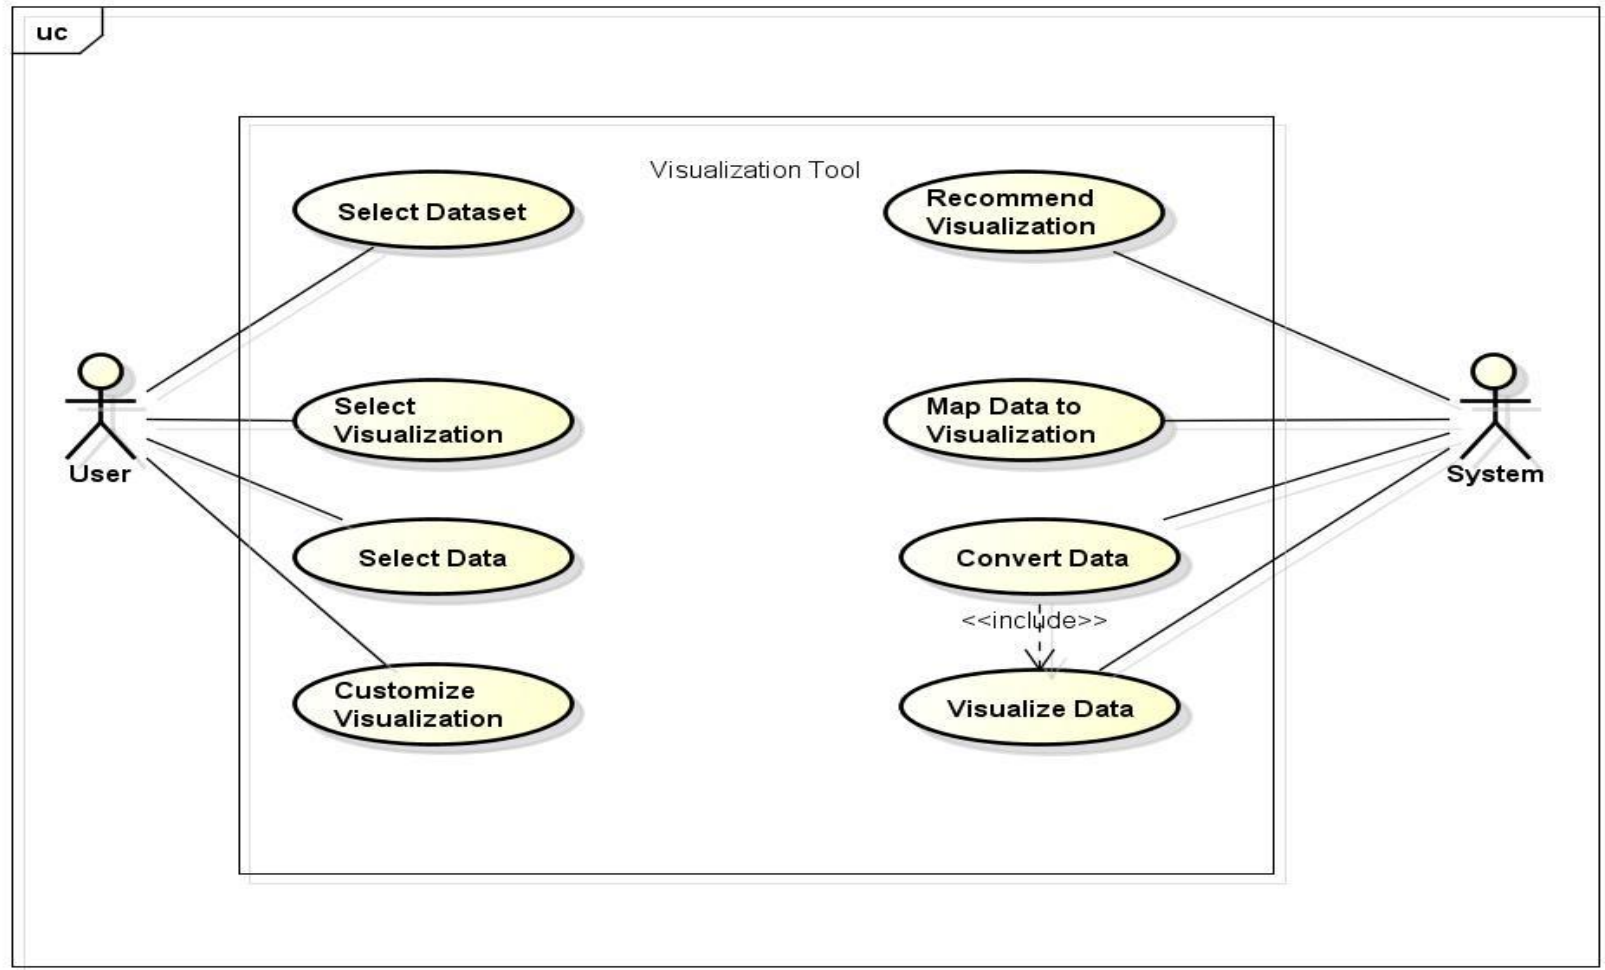 uc
Visualization Tool
Select Dataset
Recommend
Visualization
Select
Visualization
Map Data to
Visualization
User
System
Select Data
Convert Data
<<include>>
Customize
Visualization
Visualize Data